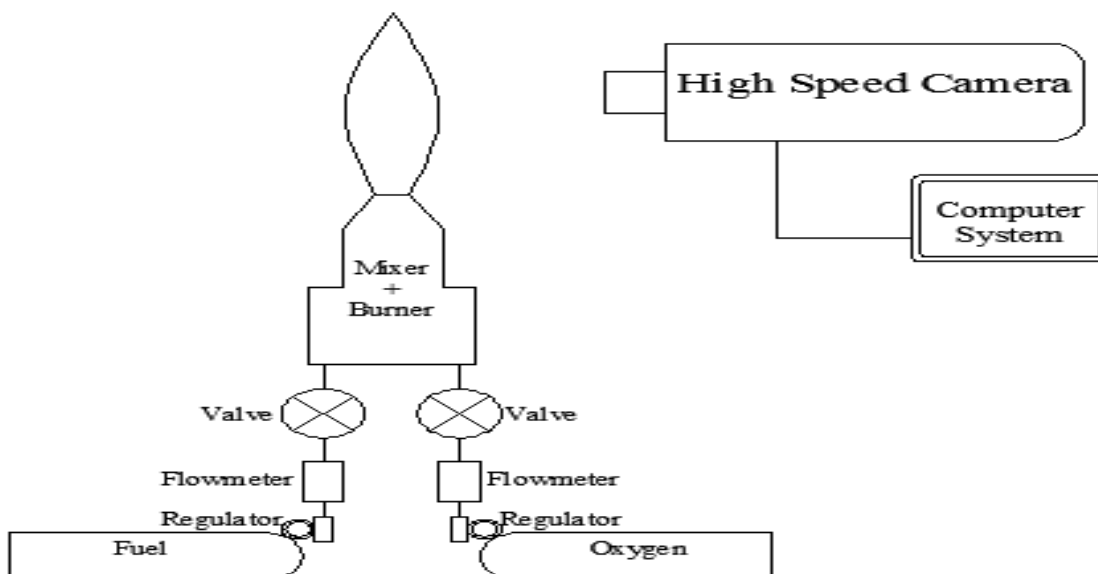 High Speed Camera
Computer
System
Mixer
+
Burner
Valve
Valve
Flowmeter
Flowmeter
Regulator
Regulator
Fuel
Oxygen